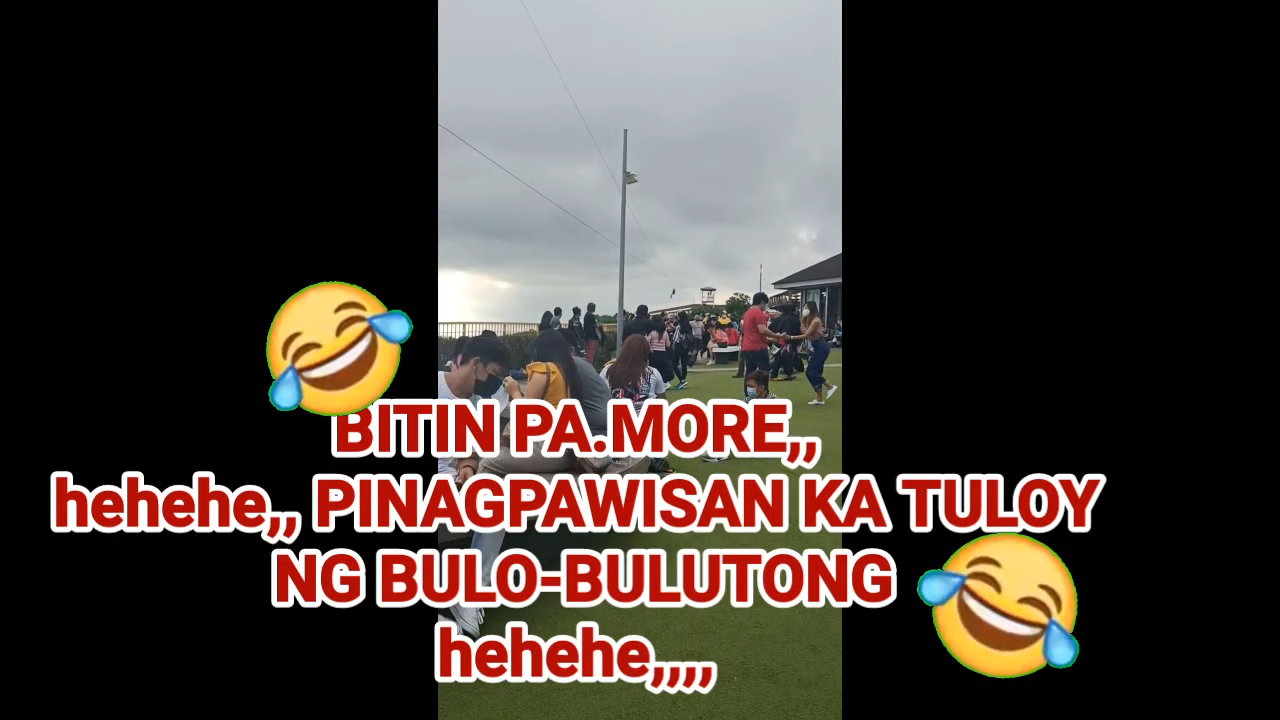 BITIN PA.MORE,,
hehehe,, PINAGPAWISAN KA TULOY
NG BULO-BULUTONG
hehehe,,,,